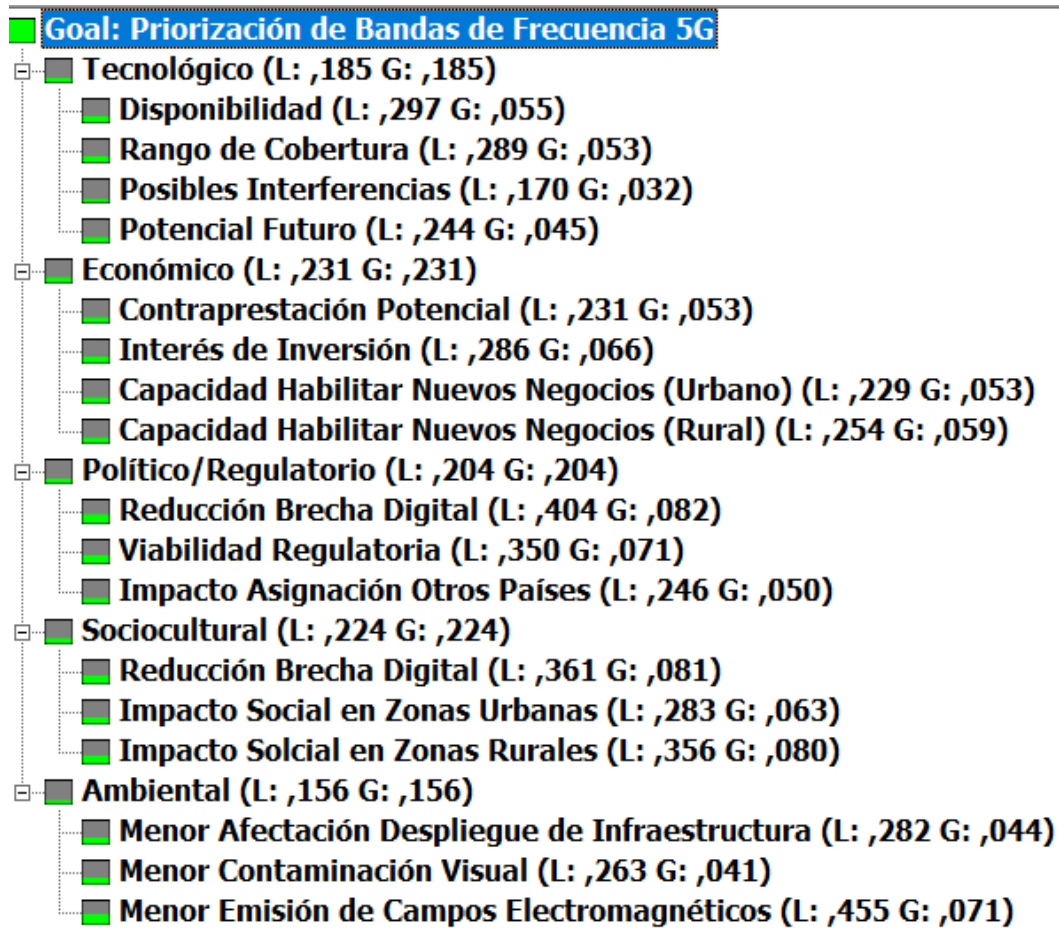 Goal: Priorización de Bandas de Frecuencia 5G
Tecnológico (L: ,185 G: ,185)
Disponibilidad (L: ,297 G: ,055)
Rango de Cobertura (L: ,289 G: ,053)
Posibles Interferencias (L: ,170 G: ,032)
Potencial Futuro (L: ,244 G: ,045)
Económico (L: ,231 G: ,231)
Contraprestación Potencial (L: ,231 G: ,053)
Interés de Inversión (L: ,286 G: ,066)
Capacidad Habilitar Nuevos Negocios (Urbano) (L: ,229 G: ,053)
Capacidad Habilitar Nuevos Negocios (Rural) (L: ,254 G: ,059)
Político/Regulatorio (L: ,204 G: ,204)
Reducción Brecha Digital (L: ,404 G: ,082)
Viabilidad Regulatoria (L: ,350 G: ,071)
Impacto Asignación Otros Países (L: ,246 G: ,050)
Sociocultural (L: ,224 G: ,224)
Reducción Brecha Digital (L: ,361 G: ,081)
Impacto Social en Zonas Urbanas (L: ,283 G: ,063)
Impacto Solcial en Zonas Rurales (L: ,356 G: ,080)
Ambiental (L: ,156 G: ,156)
Menor Afectación Despliegue de Infraestructura (L: ,282 G: ,044)
Menor Contaminación Visual (L: ,263 G: ,041)
Menor Emisión de Campos Electromagnéticos (L: ,455 G: ,071)